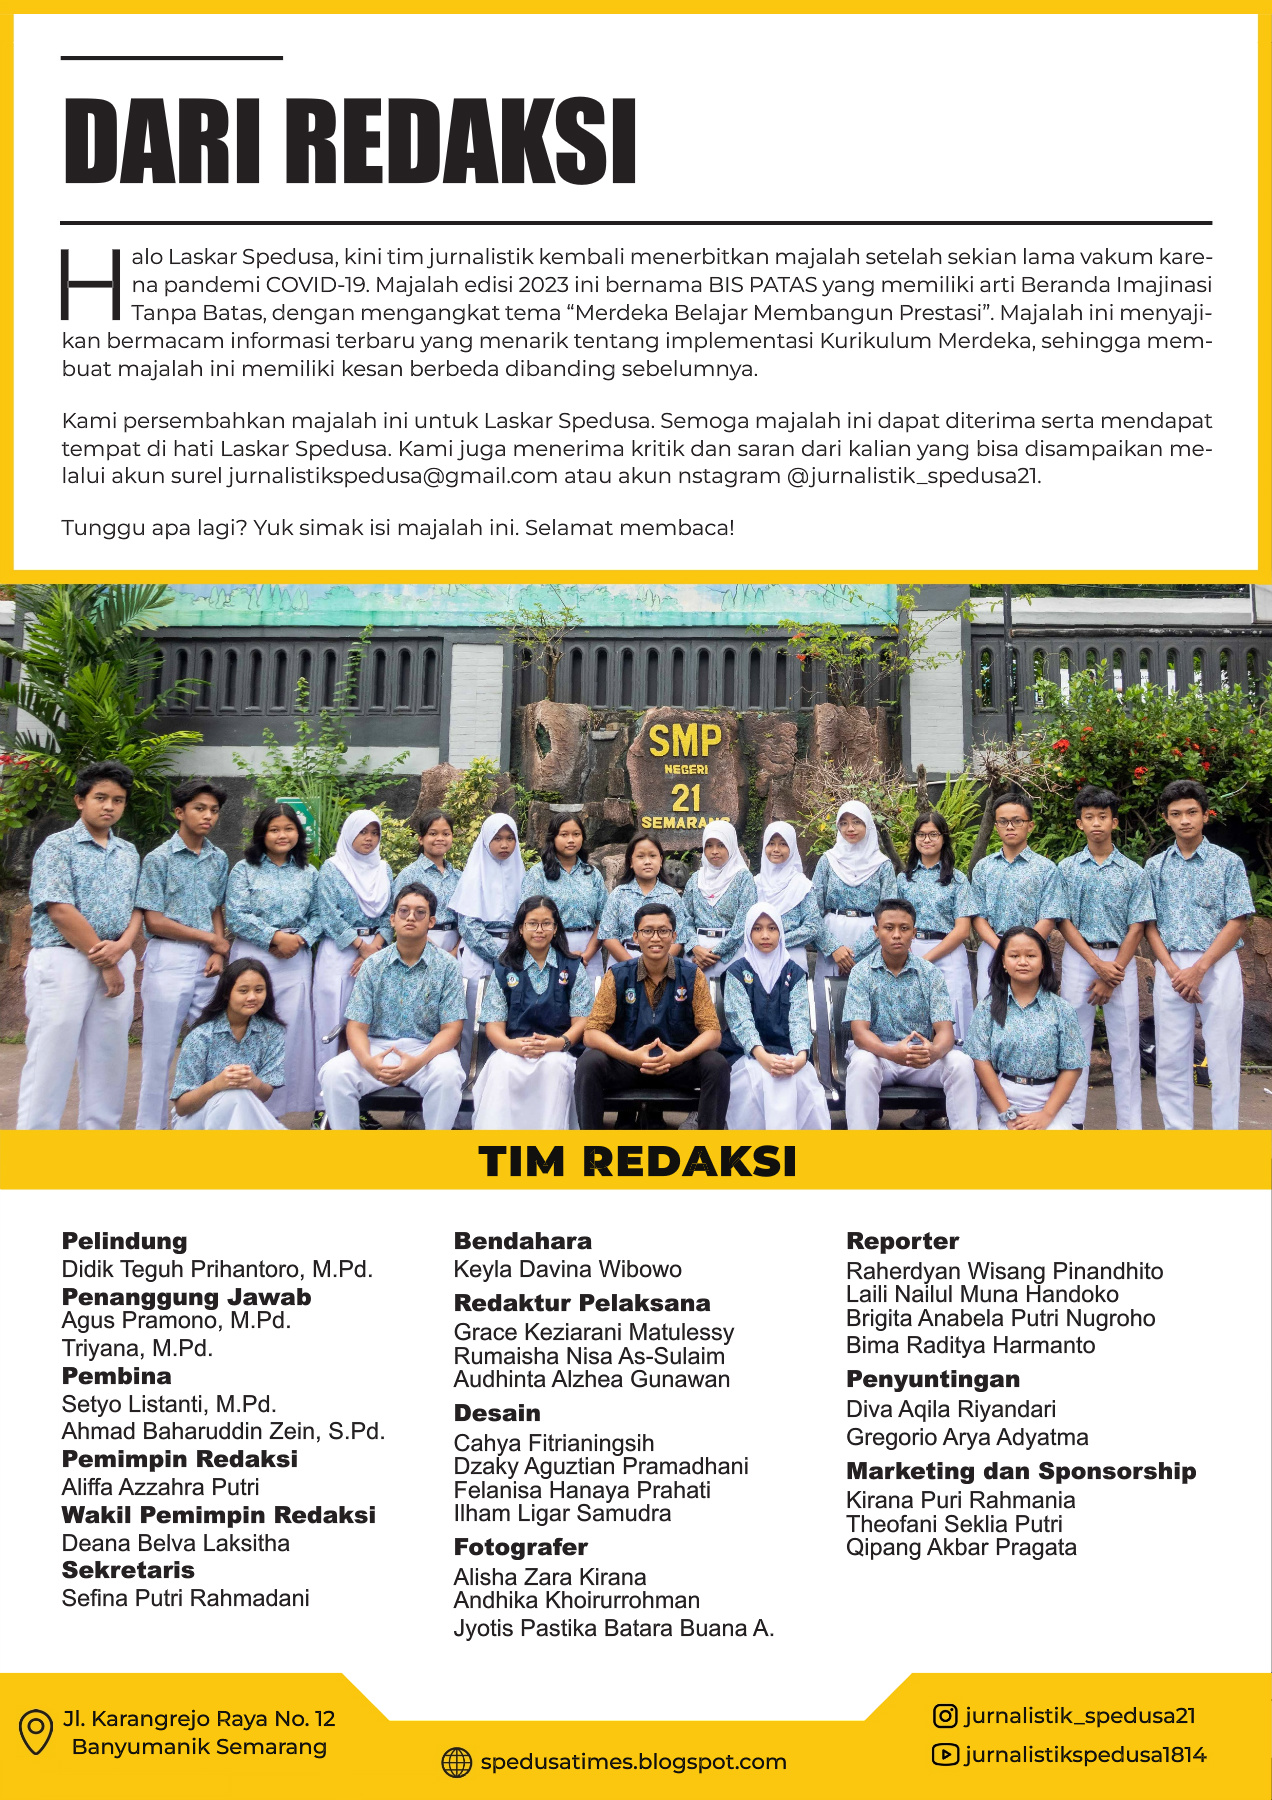 DARI REDAKSI
Halo Laskar Spedusa, kini tim jurnalistik kembali menerbitkan majalah setelah sekian lama vakum kare-
na pandemi COVID-19. Majalah edisi 2023 ini bernama BIS PATAS yang memiliki arti Beranda Imajinasi
Tanpa Batas, dengan mengangkat tema “Merdeka Belajar Membangun Prestasi”. Majalah ini menyaji-
kan bermacam informasi terbaru yang menarik tentang implementasi Kurikulum Merdeka, sehingga mem-
buat majalah ini memiliki kesan berbeda dibanding sebelumnya.
Kami persembahkan majalah ini untuk Laskar Spedusa. Semoga majalah ini dapat diterima serta mendapat
tempat di hati Laskar Spedusa. Kami juga menerima kritik dan saran dari kalian yang bisa disampaikan me-
lalui akun surel jurnalistikspedusa@gmail.com atau akun nstagram @jurnalistik_spedusa21.
Tunggu apa lagi? Yuk simak isi majalah ini. Selamat membaca!
SMP
NEGERI
21
SEMARANG
TIM REDAKSI
Pelindung
Didik Teguh Prihantoro, M.Pd.
Penanggung Jawab
Agus Pramono, M.Pd.
Triyana, M.Pd.
Pembina
Setyo Listanti, M.Pd.
Ahmad Baharuddin Zein, S.Pd.
Pemimpin Redaksi
Aliffa Azzahra Putri
Wakil Pemimpin Redaksi
Deana Belva Laksitha
Sekretaris
Sefina Putri Rahmadani
Bendahara
Keyla Davina Wibowo
Redaktur Pelaksana
Grace Keziarani Matulessy
Rumaisha Nisa As-Sulaim
Audhinta Alzhea Gunawan
Desain
Cahya Fitrianingsih
Dzaky Aguztian Pramadhani
Felanisa Hanaya Prahati
Ilham Ligar Samudra
Fotografer
Alisha Zara Kirana
Andhika Khoirurrohman
Jyotis Pastika Batara Buana A.
Reporter
Raherdyan Wisang Pinandhito
Laili Nailul Muna Handoko
Brigita Anabela Putri Nugroho
Bima Raditya Harmanto
Penyuntingan
Diva Aqila Riyandari
Gregorio Arya Adyatma
Marketing dan Sponsorship
Kirana Puri Rahmania
Theofani Seklia Putri
Qipang Akbar Pragata
Jl. Karangrejo Raya No. 12
Banyumanik Semarang
spedusatimes.blogspot.com
jurnalistik_spedusa21
jurnalistikspedusa1814